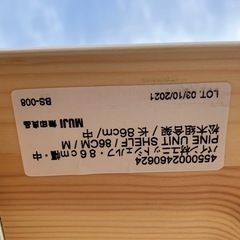 4550002460624
パイン材ユニットシェルフ・86cm幅・中
PINE UNIT SHELF / 86CM / M
松木組合架 / 长 86cm/ 中
MUJI 無印良品
BS-008
LOT. 03/10/2021